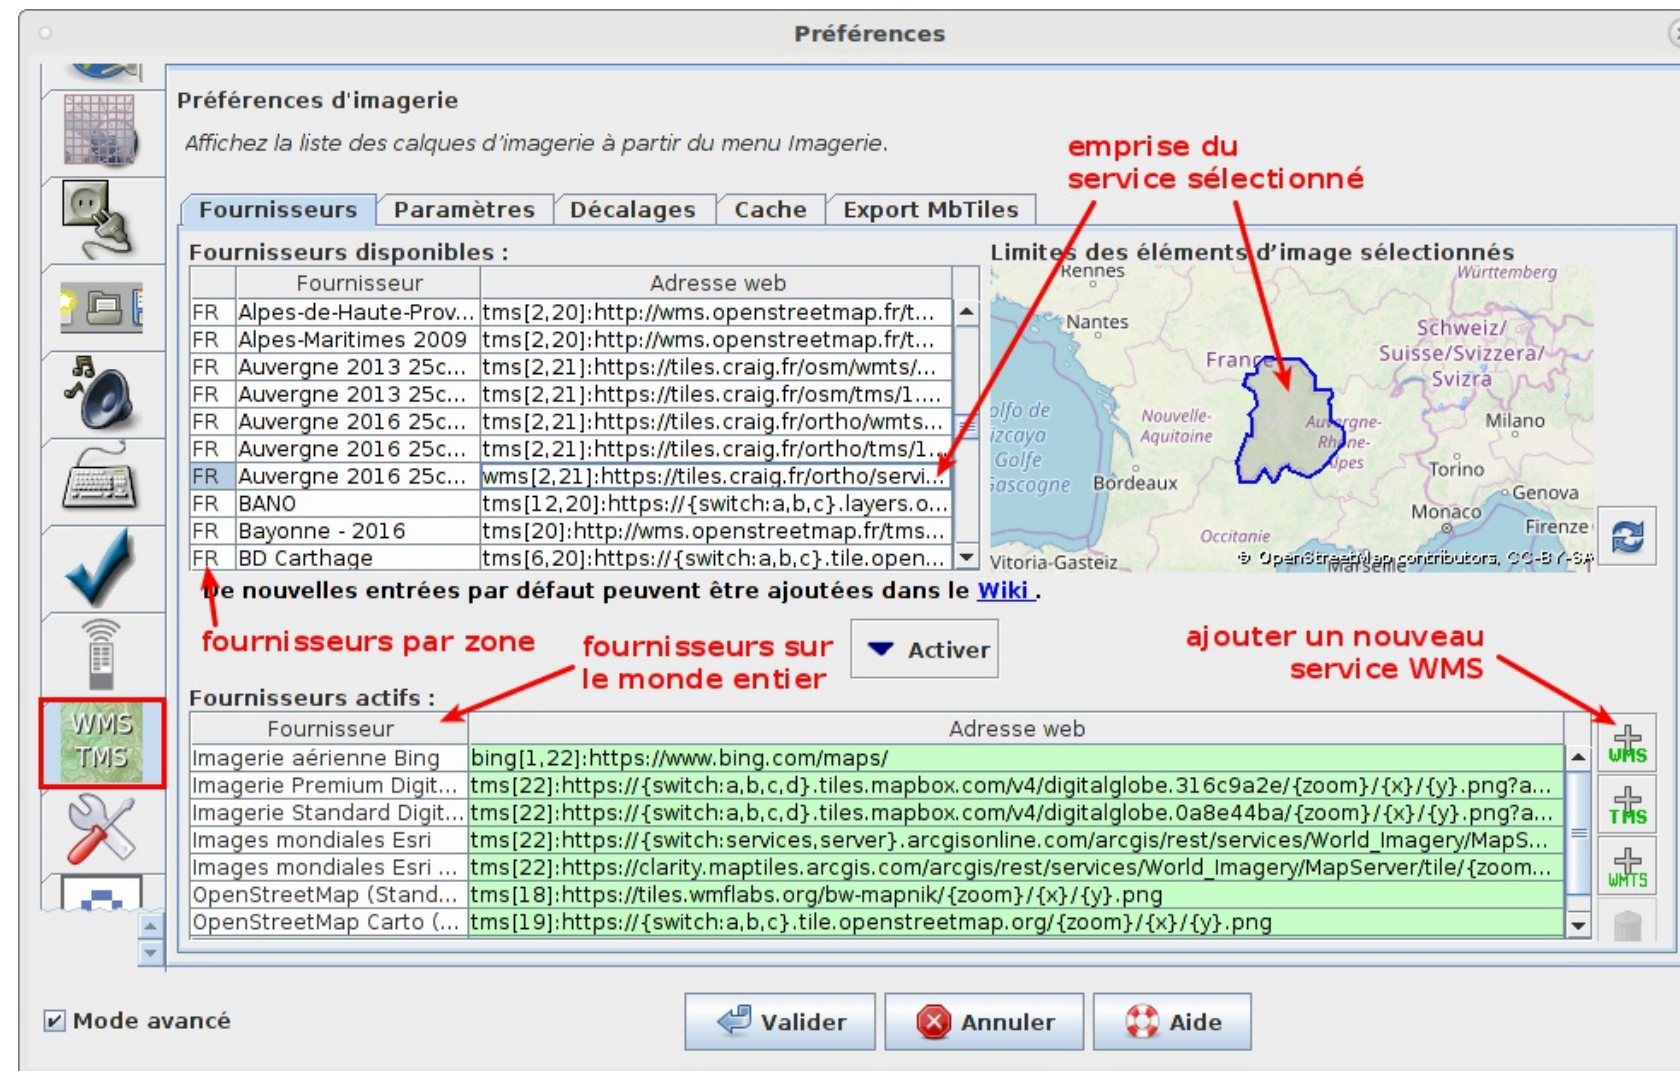 Préférences
Préférences d'imagerie
Affichez la liste des calques d’imagerie à partir du menu Imagerie.
emprise du
service sélectionné
Fournisseurs
Paramètres
Décalages
Cache
Export MbTiles
Fournisseurs disponibles :
Fournisseur Adresse web
FR Alpes-de-Haute-Prov... tms[2,20]:http://wms.openstreetmap.fr/t...
FR Alpes-Maritimes 2009 tms[2,20]:http://wms.openstreetmap.fr/t...
FR Auvergne 2013 25c... tms[2,21]:https://tiles.craig.fr/osm/wmts/...
FR Auvergne 2013 25c... tms[2,21]:https://tiles.craig.fr/osm/tms/1....
FR Auvergne 2016 25c... tms[2,21]:https://tiles.craig.fr/ortho/wmts...
FR Auvergne 2016 25c... tms[2,21]:https://tiles.craig.fr/ortho/tms/1...
FR Auvergne 2016 25c... wms[2,21]:https://tiles.craig.fr/ortho/servi...
FR BANO tms[12,20]:https://{switch:a,b,c}.layers.o...
FR Bayonne - 2016 tms[20]:http://wms.openstreetmap.fr/tms...
FR BD Carthage tms[6,20]:https://{switch:a,b,c}.tile.open...
Limites des éléments d’image sélectionnés
Rennes
Württemberg
Nantes
Schweiz/
Suisse/Svizzera/
Svizra
France
Nouvelle-
Aquitaine
Auvergne-
Rhône-
Alpes
Milano
Torino
Golfe
Bordeaux
Genova
Monaco
Firenze
Occitanie
Vitoria-Gasteiz
Marseille
© OpenStreetMap contributors, CC-BY-SA
De nouvelles entrées par défaut peuvent être ajoutées dans le Wiki .
fournisseurs par zone
fournisseurs sur
le monde entier
Activer
ajouter un nouveau
service WMS
Fournisseurs actifs :
Fournisseur Adresse web
Imagerie aérienne Bing bing[1,22]:https://www.bing.com/maps/
Imagerie Premium Digit... tms[22]:https://{switch:a,b,c,d}.tiles.mapbox.com/v4/digitalglobe.316c9a2e/{zoom}/{x}/{y}.png?a...
Imagerie Standard Digit... tms[22]:https://{switch:a,b,c,d}.tiles.mapbox.com/v4/digitalglobe.0a8e44ba/{zoom}/{x}/{y}.png?a...
Images mondiales Esri tms[22]:https://{switch:services,server}.arcgisonline.com/arcgis/rest/services/World_Imagery/MapS...
Images mondiales Esri ... tms[22]:https://clarity.maptiles.arcgis.com/arcgis/rest/services/World_Imagery/MapServer/tile/{zoom...
OpenStreetMap (Stand... tms[18]:https://tiles.wmflabs.org/bw-mapnik/{zoom}/{x}/{y}.png
OpenStreetMap Carto (... tms[19]:https://{switch:a,b,c}.tile.openstreetmap.org/{zoom}/{x}/{y}.png
WMS
TMS
WMS
TMS
WMTS
Mode avancé
Valider
Annuler
Aide